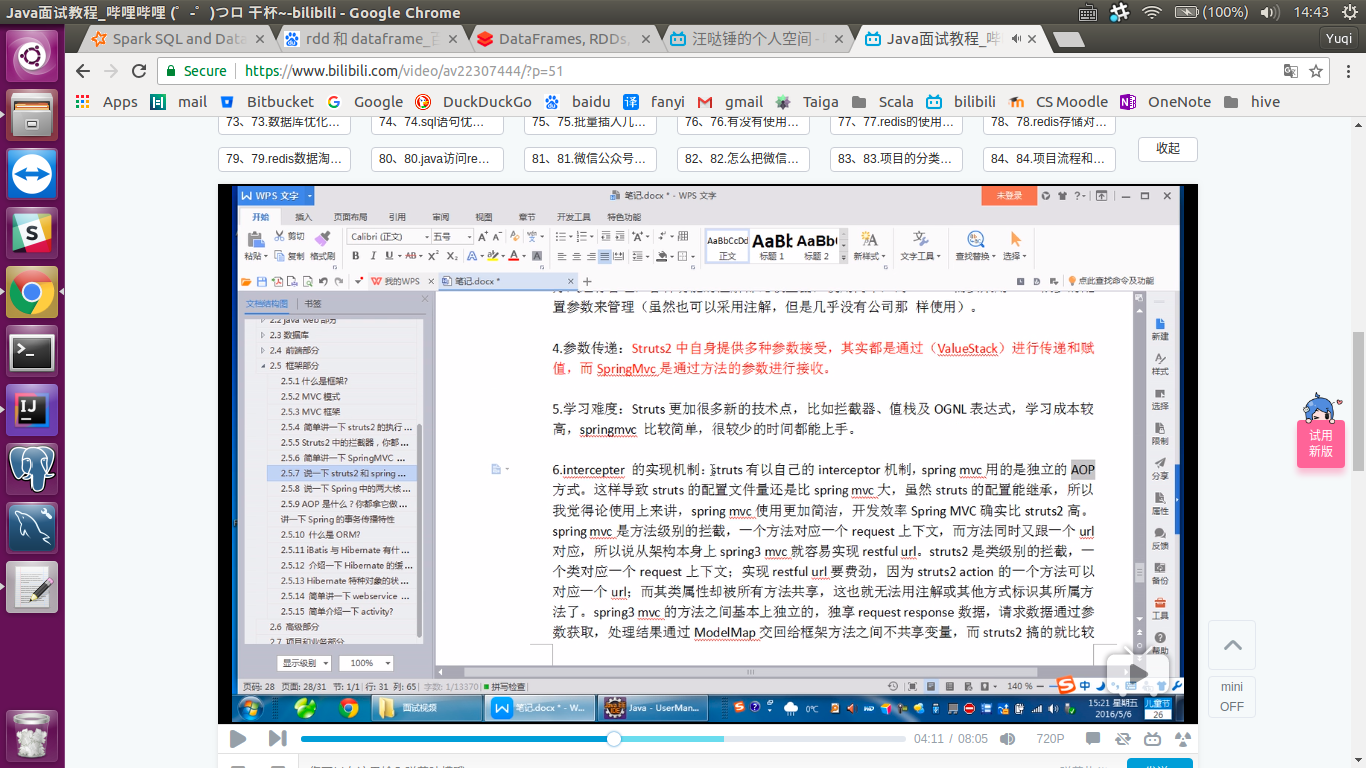 Java面试教程_哔哩哔哩 (゜-゜)つロ 干杯~-bilibili - Google Chrome
(100%) 14:43
Spark SQL and Data
rdd 和 dataframe_百
DataFrames, RDDs,
汪哒锤的个人空间 - 
Java面试教程_哔
Yuqi
Secure https://www.bilibili.com/video/av22307444/?p=51
Apps mail Bitbucket Google DuckDuckGo baidu fanyi gmail Taiga Scala bilibili CS Moodle OneNote hive
73、73.数据库优化... 74、74.sql语句优... 75、75.批量插入几... 76、76.有没有使用... 77、77.redis的使用... 78、78.redis存储对...
79、79.redis数据淘... 80、80.java访问re... 81、81.微信公众号... 82、82.怎么把微信... 83、83.项目的分类... 84、84.项目流程和...
收起
WPS 文字 笔记.docx * - WPS 文字 未登录
开始 插入 页面布局 引用 审阅 视图 章节 开发工具 特色功能
粘贴 剪切 复制 格式刷 Calibri (正文) 五号
AaBbCcDd 正文 AaBb 标题 1 AaBb 标题 2 新样式 文字工具 查找替换 选择
我的WPS 笔记.docx * 点此查找命令及功能
文档结构图 书签
2.2 java web 部分
2.3 数据库
2.4 前端部分
2.5 框架部分
2.5.1 什么是框架?
2.5.2 MVC 模式
2.5.3 MVC 框架
2.5.4 简单讲一下 struts2 的执行 ...
2.5.5 Struts2 中的拦截器，你都 ...
2.5.6 简单讲一下 SpringMVC ...
2.5.7 说一下 struts2 和 spring ...
2.5.8 说一下 Spring 中的两大核 ...
2.5.9 AOP 是什么？你都拿它做 ...
讲一下 Spring 的事务传播特性
2.5.10 什么是 ORM?
2.5.11 iBatis 与 Hibernate 有什 ...
2.5.12 介绍一下 Hibernate 的缓 ...
2.5.13 Hibernate 特种对象的状 ...
2.5.14 简单讲一下 webservice ...
2.5.15 简单介绍一下 activity?
2.6 高级部分
2.7 项目和业务部分
显示级别 100%
置参数来管理（虽然也可以采用注解，但是几乎没有公司那 样使用）。
4.参数传递：Struts2 中自身提供多种参数接受，其实都是通过（ValueStack）进行传递和赋
值，而 SpringMvc 是通过方法的参数进行接收。
5.学习难度：Struts 更加很多新的技术点，比如拦截器、值栈及 OGNL 表达式，学习成本较
高，springmvc 比较简单，很较少的时间都能上手。
6.intercepter 的实现机制：struts 有以自己的 interceptor 机制，spring mvc 用的是独立的 AOP
方式。这样导致 struts 的配置文件量还是比 spring mvc 大，虽然 struts 的配置能继承，所以
我觉得论使用上来讲，spring mvc 使用更加简洁，开发效率 Spring MVC 确实比 struts2 高。
spring mvc 是方法级别的拦截，一个方法对应一个 request 上下文，而方法同时又跟一个 url
对应，所以说从架构本身上 spring3 mvc 就容易实现 restful url。struts2 是类级别的拦截，一
个类对应一个 request 上下文；实现 restful url 要费劲，因为 struts2 action 的一个方法可以
对应一个 url；而其类属性却被所有方法共享，这也就无法用注解或其他方式标识其所属方
法了。spring3 mvc 的方法之间基本上独立的，独享 request response 数据，请求数据通过参
数获取，处理结果通过 ModelMap 交回给框架方法之间不共享变量，而 struts2 搞的就比较
新建
样式
选择
限制
分享
属性
反馈
备份
工具
帮助
页码: 28 页面: 28/31 节: 1/1 行: 31 列: 65 字数: 1/13370 拼写检查 140 %
面试视频 笔记.docx * - W... Java - UserMan... 0℃ 15:21 星期五 2016/5/6 儿童节 26
04:11 / 08:05 720P
试用
新版
mini
OFF